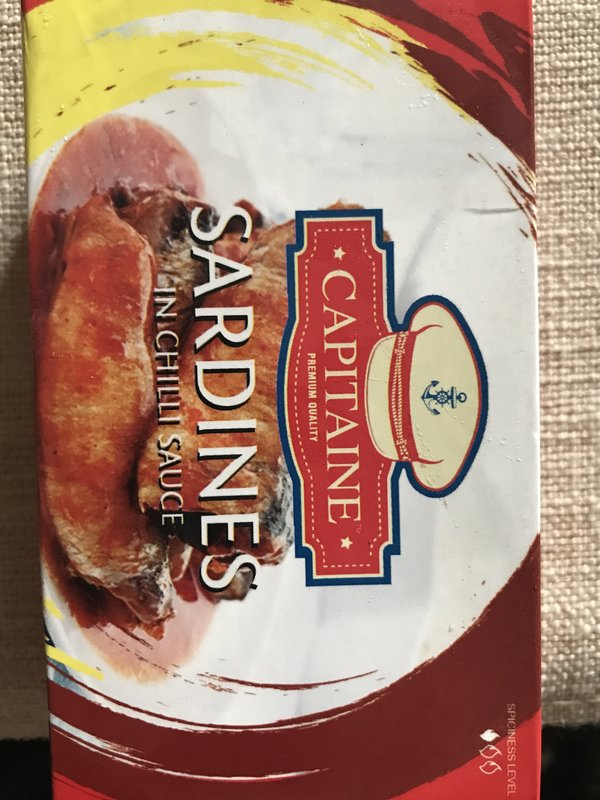 CAPITAINE
PREMIUM QUALITY
SARDINES
IN CHILLI SAUCE
SPICINESS LEVEL